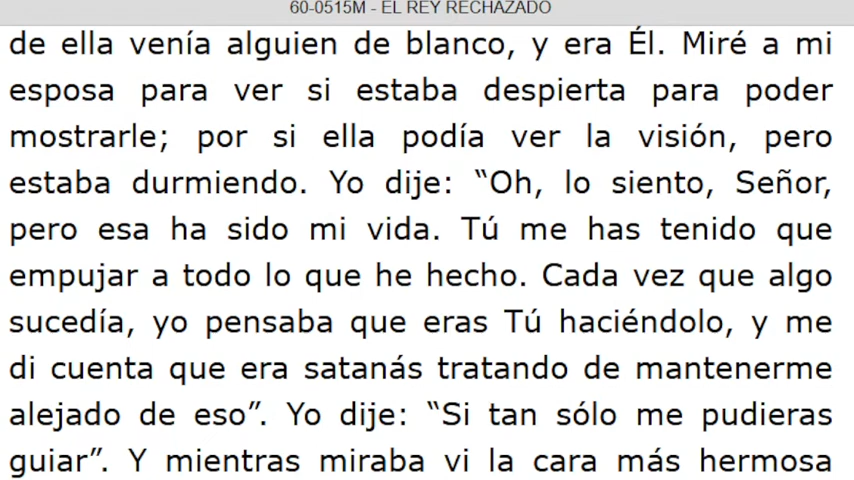 60-0515M - EL REY RECHAZADO
de ella venía alguien de blanco, y era Él. Miré a mi
esposa para ver si estaba despierta para poder
mostrarle; por si ella podía ver la visión, pero
estaba durmiendo. Yo dije: “Oh, lo siento, Señor,
pero esa ha sido mi vida. Tú me has tenido que
empujar a todo lo que he hecho. Cada vez que algo
sucedía, yo pensaba que eras Tú haciéndolo, y me
di cuenta que era satanás tratando de mantenerme
alejado de eso”. Yo dije: “Si tan sólo me pudieras
guiar”. Y mientras miraba vi la cara más hermosa